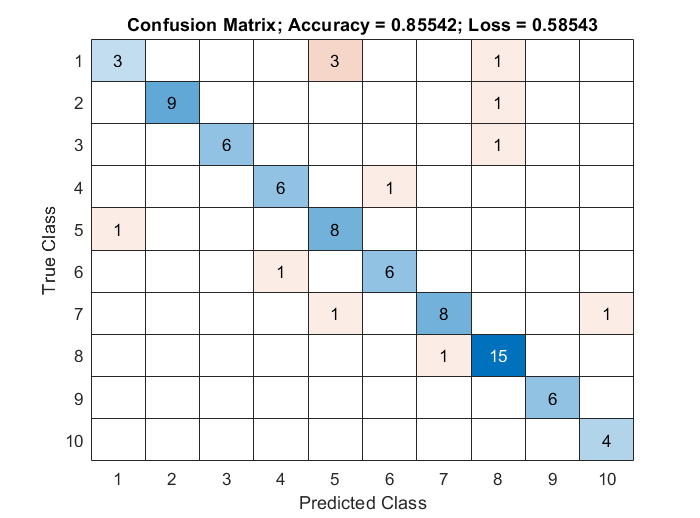 Confusion Matrix; Accuracy = 0.85542; Loss = 0.58543
1 3 3 1
2 9 1
3 6 1
4 6 1
5 1 8
6 1 6
7 1 8 1
8 1 15
9 6
10 4
True Class
1 2 3 4 5 6 7 8 9 10
Predicted Class